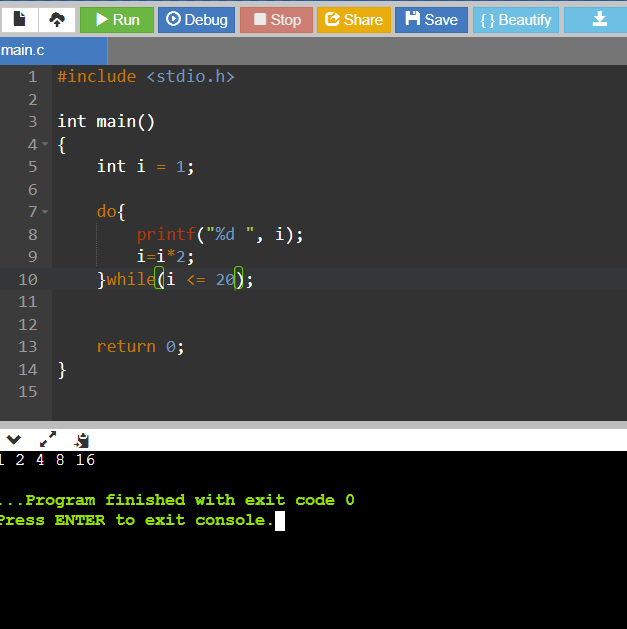 Run Debug Stop Share Save { } Beautify
main.c
1 #include <stdio.h>
2
3 int main()
4 {
5     int i = 1;
6
7     do{
8         printf("%d ", i);
9         i=i*2;
10     }while(i <= 20);
11
12
13     return 0;
14 }
15
1 2 4 8 16
...Program finished with exit code 0
Press ENTER to exit console.